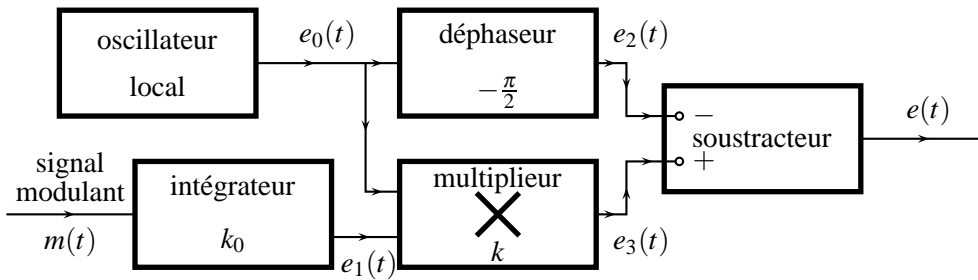 oscillateur
local
e₀(t)
déphaseur
−π/2
e₂(t)
−
soustracteur
+
e(t)
signal
modulant
m(t)
intégrateur
k₀
e₁(t)
multiplieur
k
e₃(t)